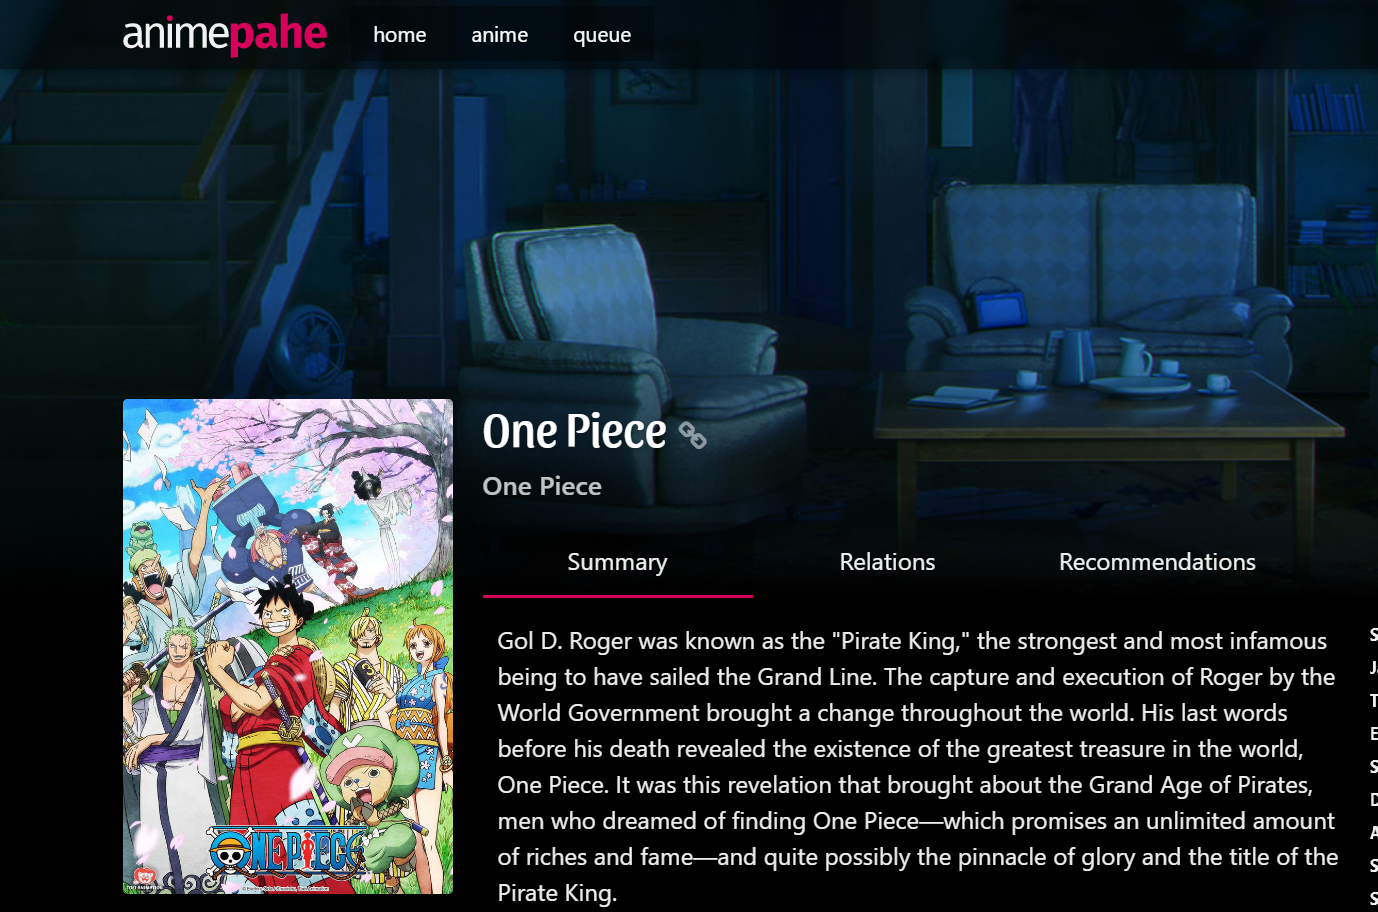 animepahe
home
anime
queue
One Piece
One Piece
Summary
Relations
Recommendations
Gol D. Roger was known as the "Pirate King," the strongest and most infamous
being to have sailed the Grand Line. The capture and execution of Roger by the
World Government brought a change throughout the world. His last words
before his death revealed the existence of the greatest treasure in the world,
One Piece. It was this revelation that brought about the Grand Age of Pirates,
men who dreamed of finding One Piece—which promises an unlimited amount
of riches and fame—and quite possibly the pinnacle of glory and the title of the
Pirate King.
ONE PIECE
TOEI ANIMATION